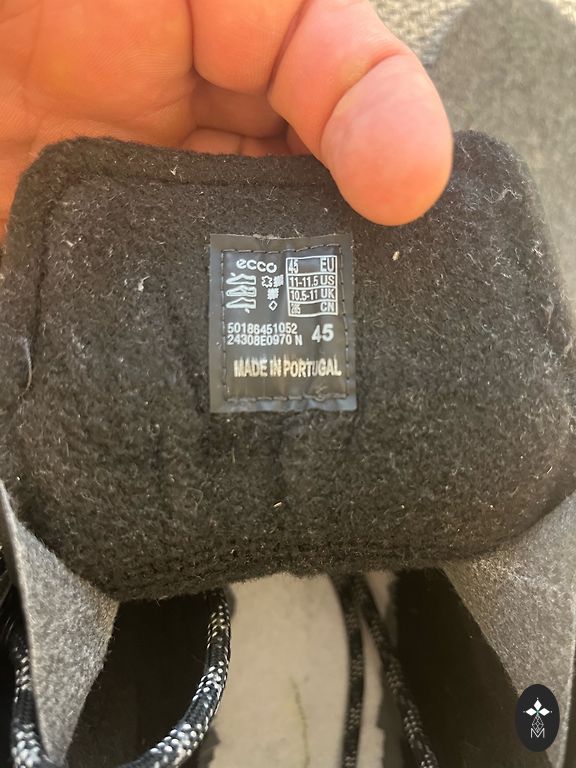 ecco
45 EU
11-11.5 US
10.5-11 UK
285 CN
50186451052
24308E0970 N 45
MADE IN PORTUGAL
M